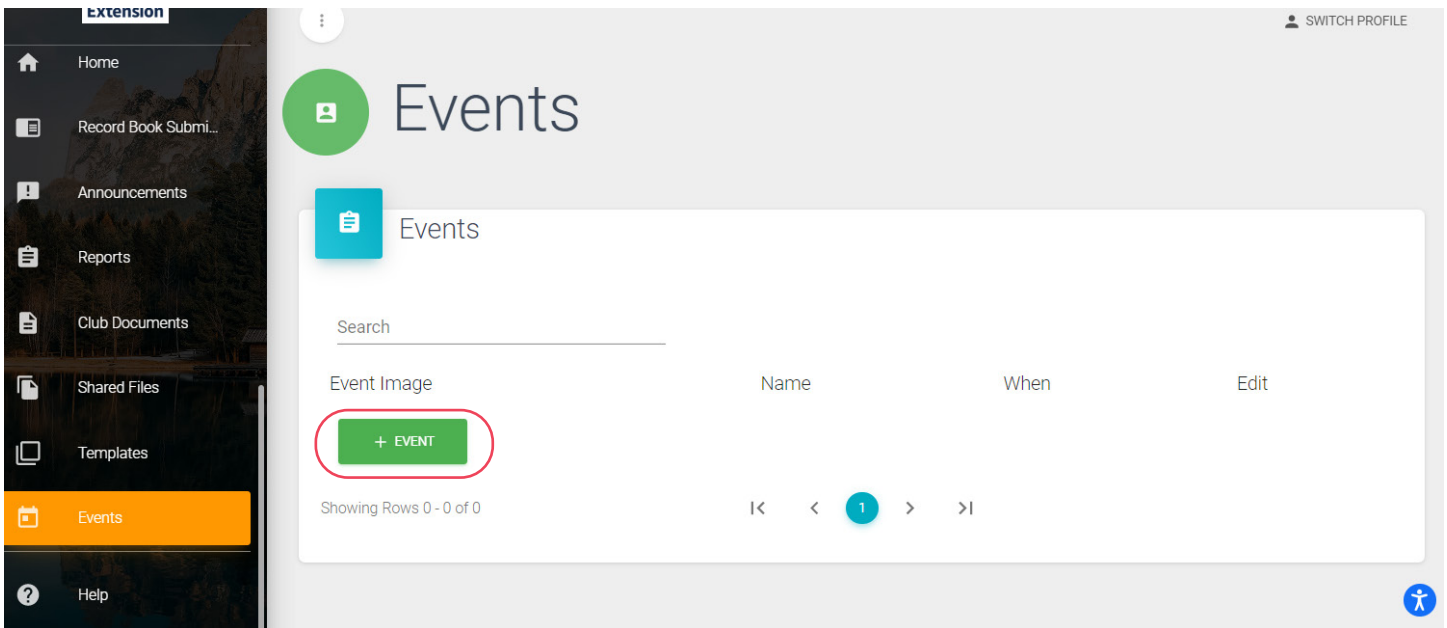 Extension
Home
Record Book Submi...
Announcements
Reports
Club Documents
Shared Files
Templates
Events
Help
SWITCH PROFILE
Events
Events
Search
Event Image Name When Edit
+ EVENT
Showing Rows 0 - 0 of 0
1